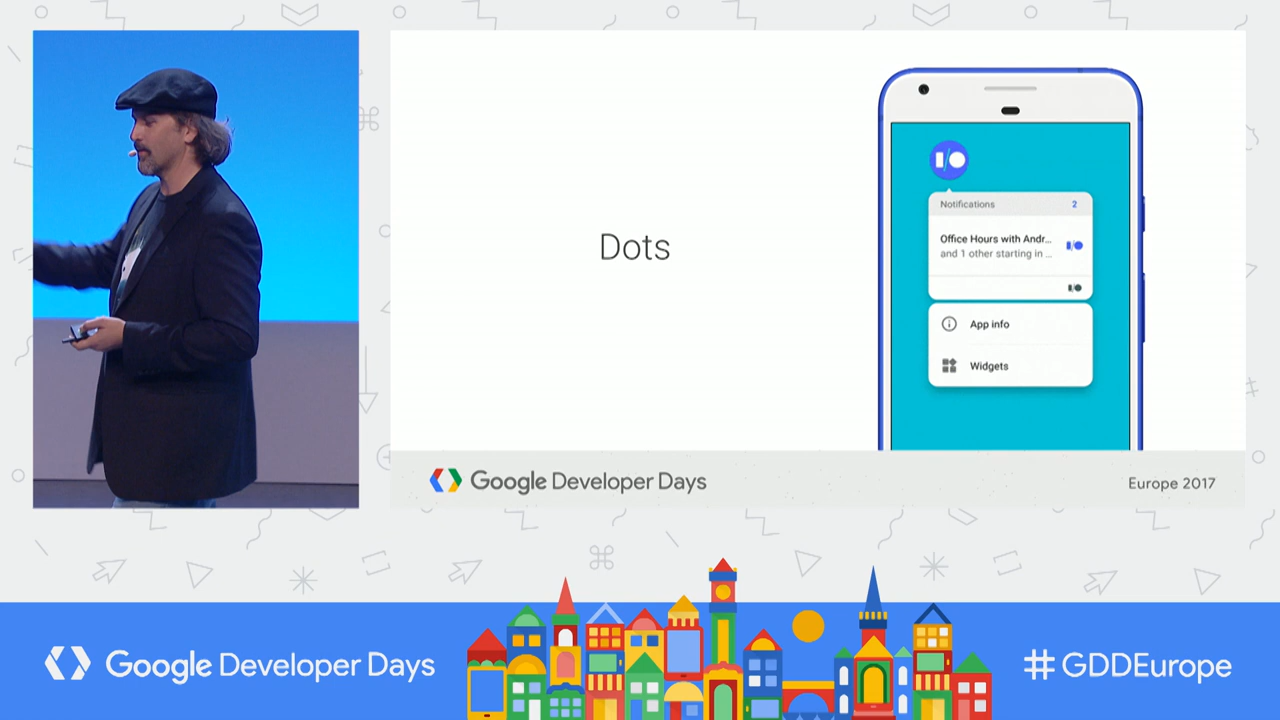 Dots
I/O
Notifications 2
Office Hours with Andr...
and 1 other starting in ...
I/O
I/O
App info
Widgets
Google Developer Days
Europe 2017
Google Developer Days
#GDDEurope